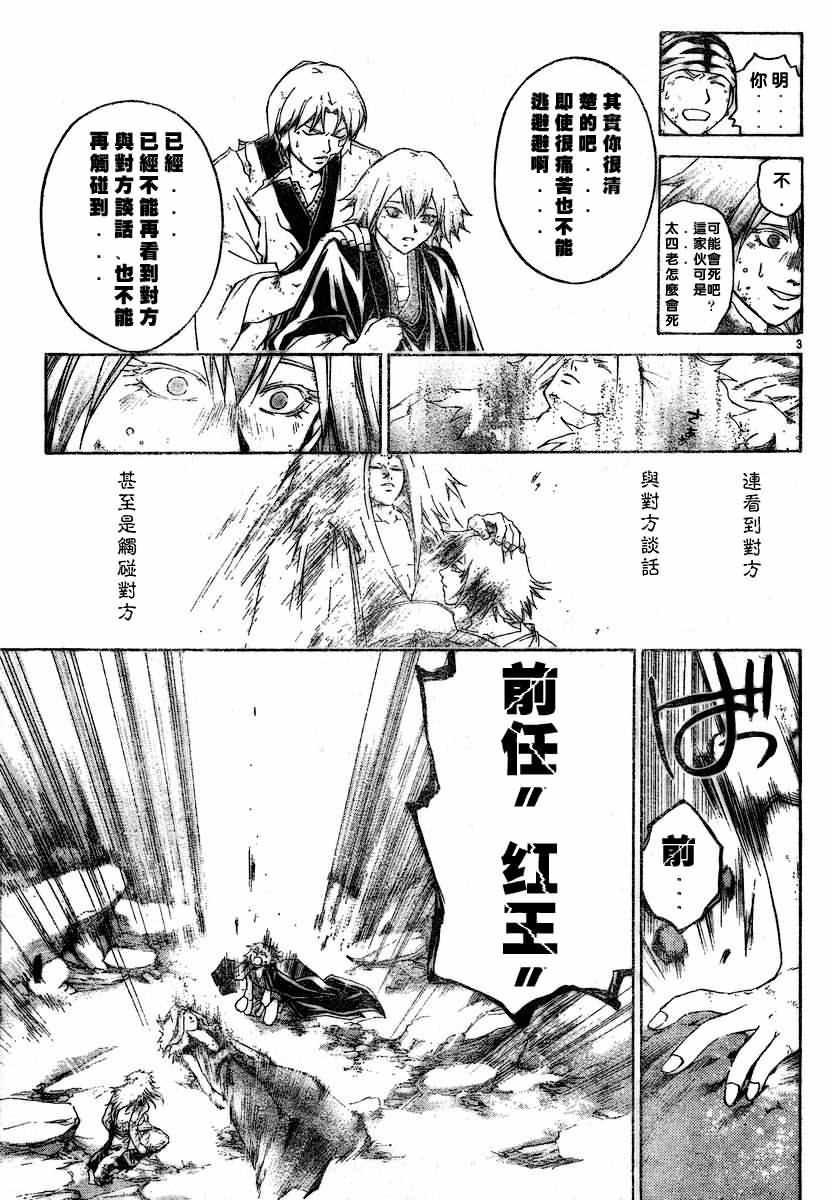 明
你....
不.
可能會死吧?
....
這家伙可是
太四老怎麼會死
3
其實你很清
楚的吧...
即使很痛苦也不能
逃避避啊...
已經...
已經不能再看到對方
與對方談話、也不能
再觸碰到...
連看到對方
與對方談話
甚至是觸碰對方
ばっ
前...
前任〃
红王〃